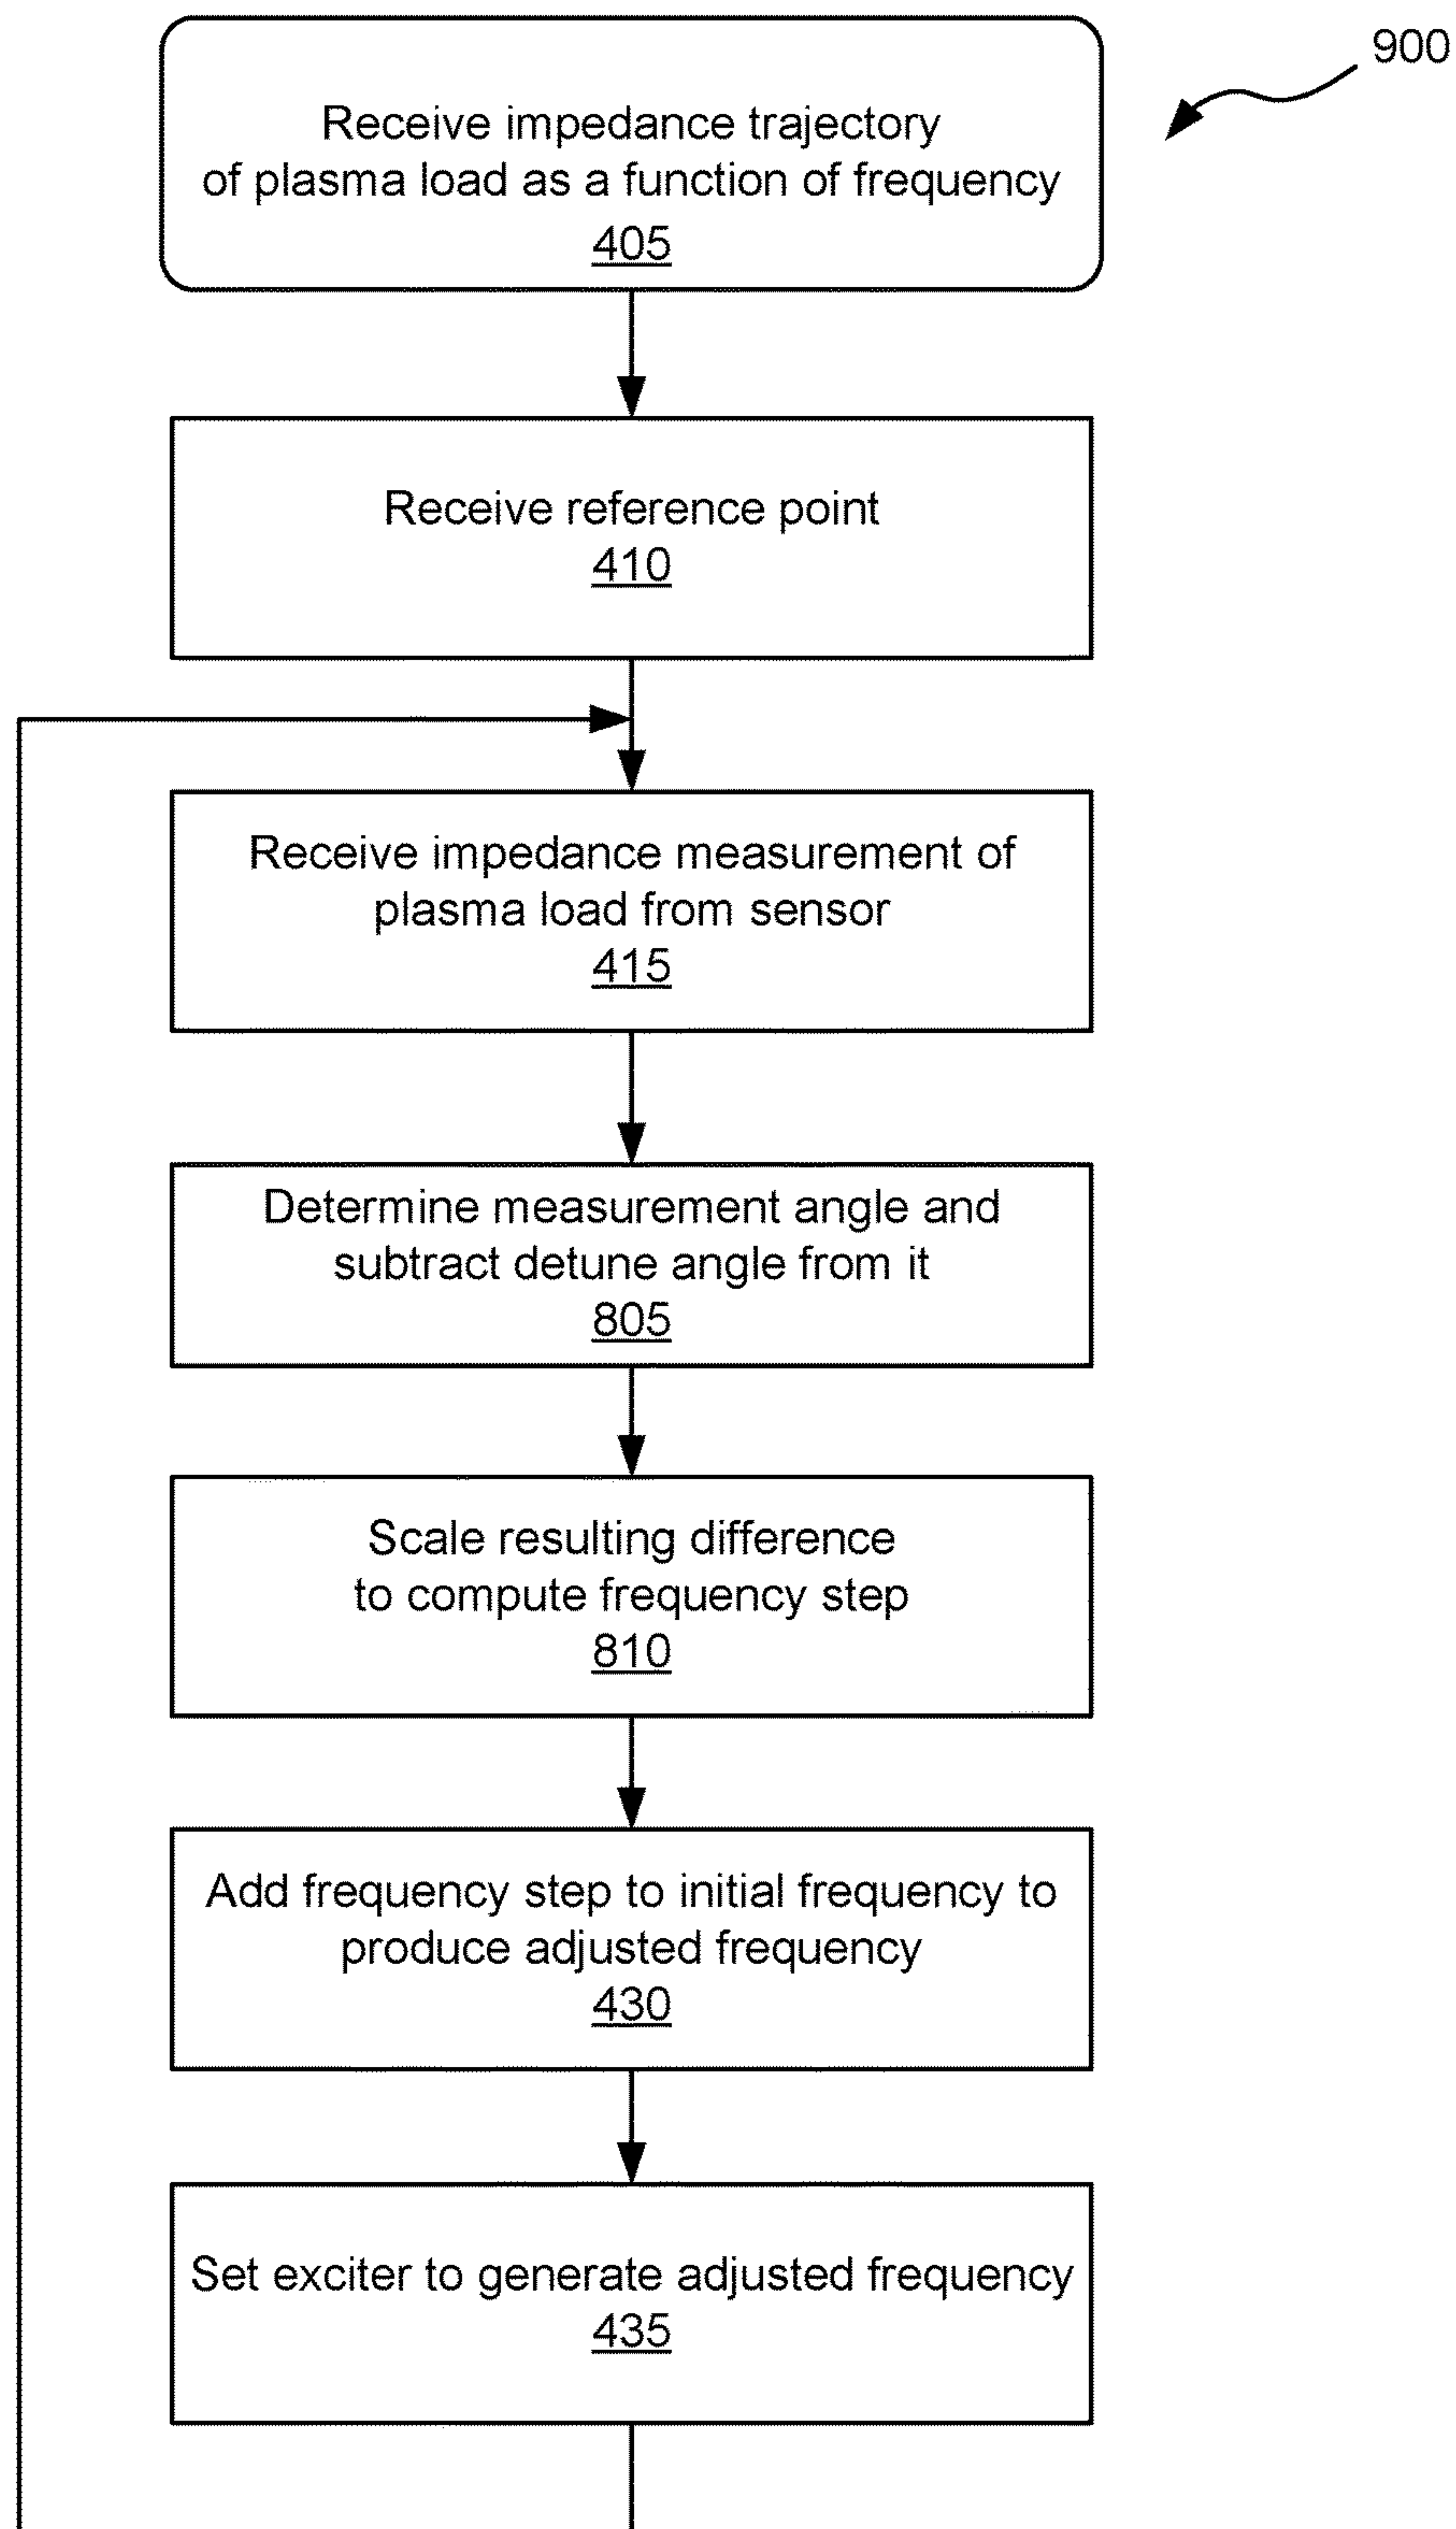 900
Receive impedance trajectory
of plasma load as a function of frequency
405
Receive reference point
410
Receive impedance measurement of
plasma load from sensor
415
Determine measurement angle and
subtract detune angle from it
805
Scale resulting difference
to compute frequency step
810
Add frequency step to initial frequency to
produce adjusted frequency
430
Set exciter to generate adjusted frequency
435